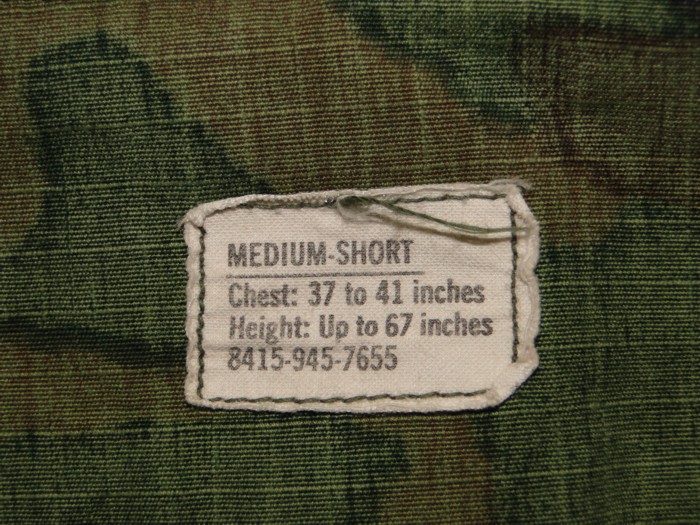 MEDIUM-SHORT
Chest: 37 to 41 inches
Height: Up to 67 inches
8415-945-7655